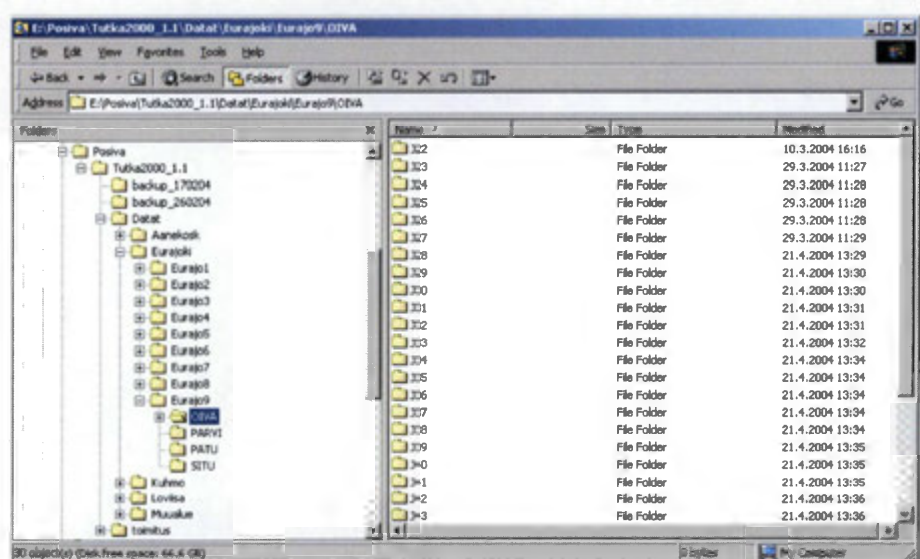 E:\Posiva\Tutka2000_1.1\Datat\Eurajoki\Eurajo9\OIVA
File Edit View Favorites Tools Help
Back Search Folders History
Address E:\Posiva\Tutka2000_1.1\Datat\Eurajoki\Eurajo9\OIVA Go
Folders
Posiva
Tutka2000_1.1
backup_170204
backup_260204
Datat
Aanekosk
Eurajoki
Eurajo1
Eurajo2
Eurajo3
Eurajo4
Eurajo5
Eurajo6
Eurajo7
Eurajo8
Eurajo9
OIVA
PARVI
PATU
SITU
Kuhmo
Loviisa
Muualue
toimitus
Name Size Type Modified
File Folder 10.3.2004 16:16
File Folder 29.3.2004 11:27
File Folder 29.3.2004 11:28
File Folder 29.3.2004 11:28
File Folder 29.3.2004 11:28
File Folder 29.3.2004 11:29
File Folder 21.4.2004 13:29
File Folder 21.4.2004 13:30
File Folder 21.4.2004 13:30
File Folder 21.4.2004 13:31
File Folder 21.4.2004 13:31
File Folder 21.4.2004 13:32
File Folder 21.4.2004 13:34
File Folder 21.4.2004 13:34
File Folder 21.4.2004 13:34
File Folder 21.4.2004 13:34
File Folder 21.4.2004 13:34
File Folder 21.4.2004 13:35
File Folder 21.4.2004 13:35
File Folder 21.4.2004 13:35
File Folder 21.4.2004 13:36
File Folder 21.4.2004 13:36
30 object(s) (Disk free space: 66,6 GB) 0 bytes My Computer